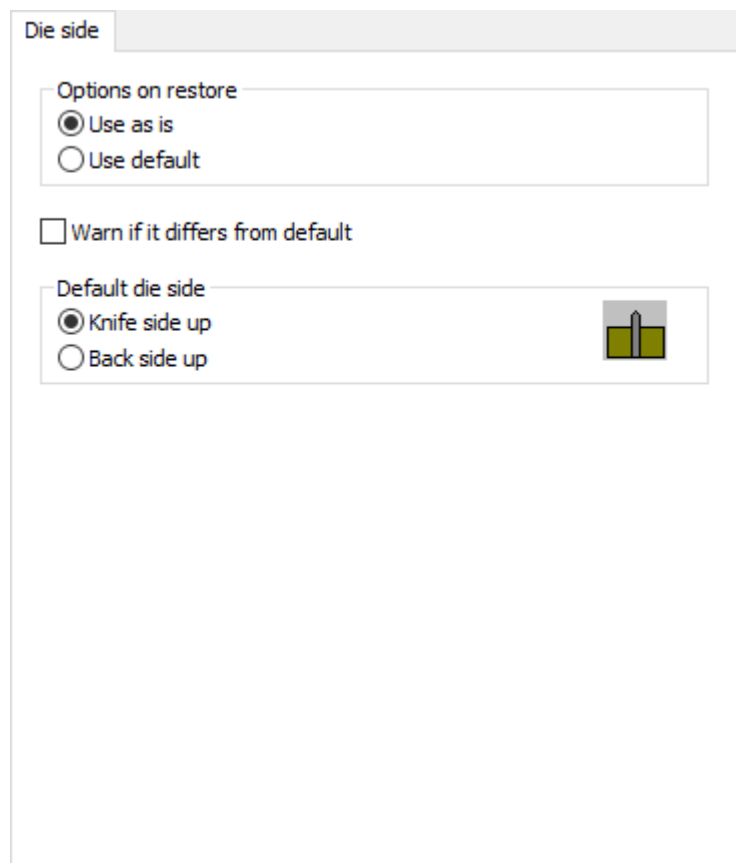 Die side
Options on restore
Use as is
Use default
Warn if it differs from default
Default die side
Knife side up
Back side up